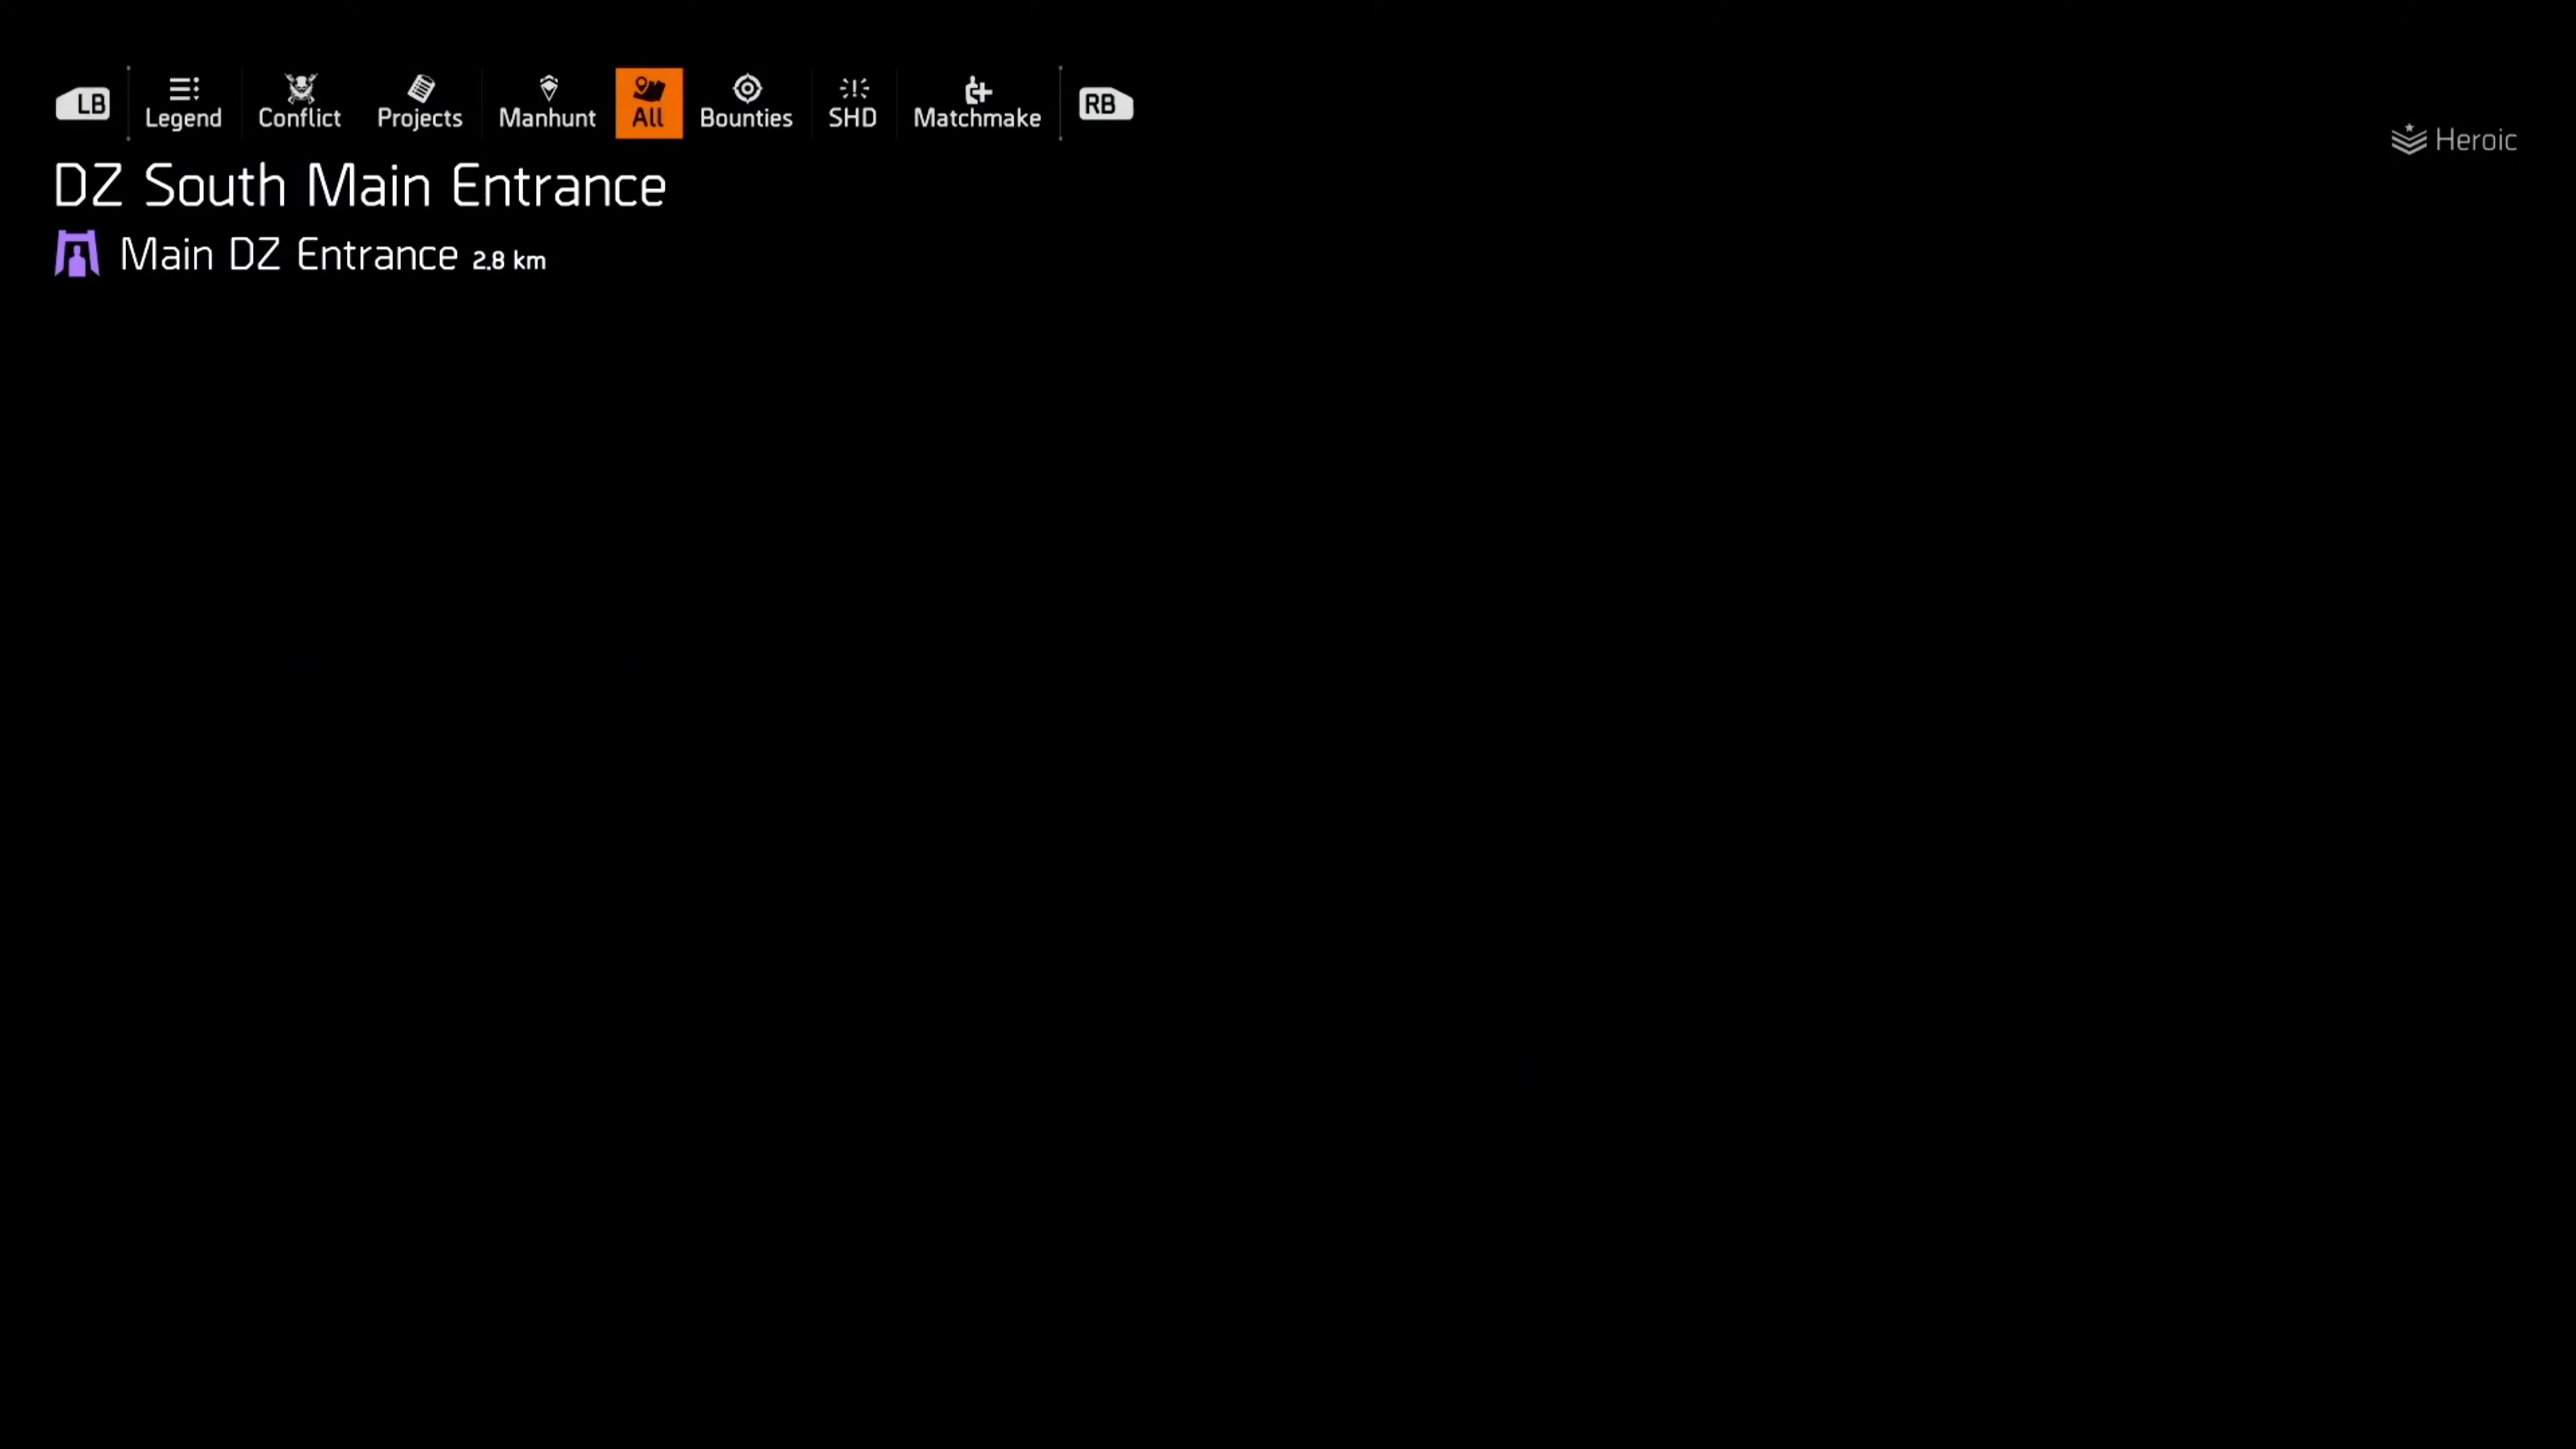 LB Legend Conflict Projects Manhunt All Bounties SHD Matchmake RB
Heroic
DZ South Main Entrance
Main DZ Entrance 2.8 km